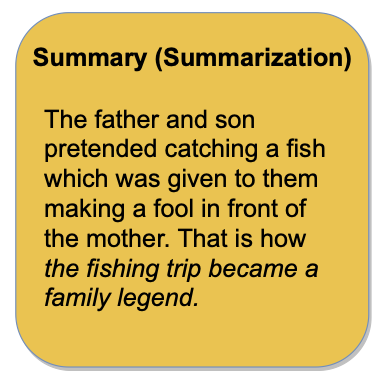 Summary (Summarization)
The father and son
pretended catching a fish
which was given to them
making a fool in front of
the mother. That is how
the fishing trip became a
family legend.